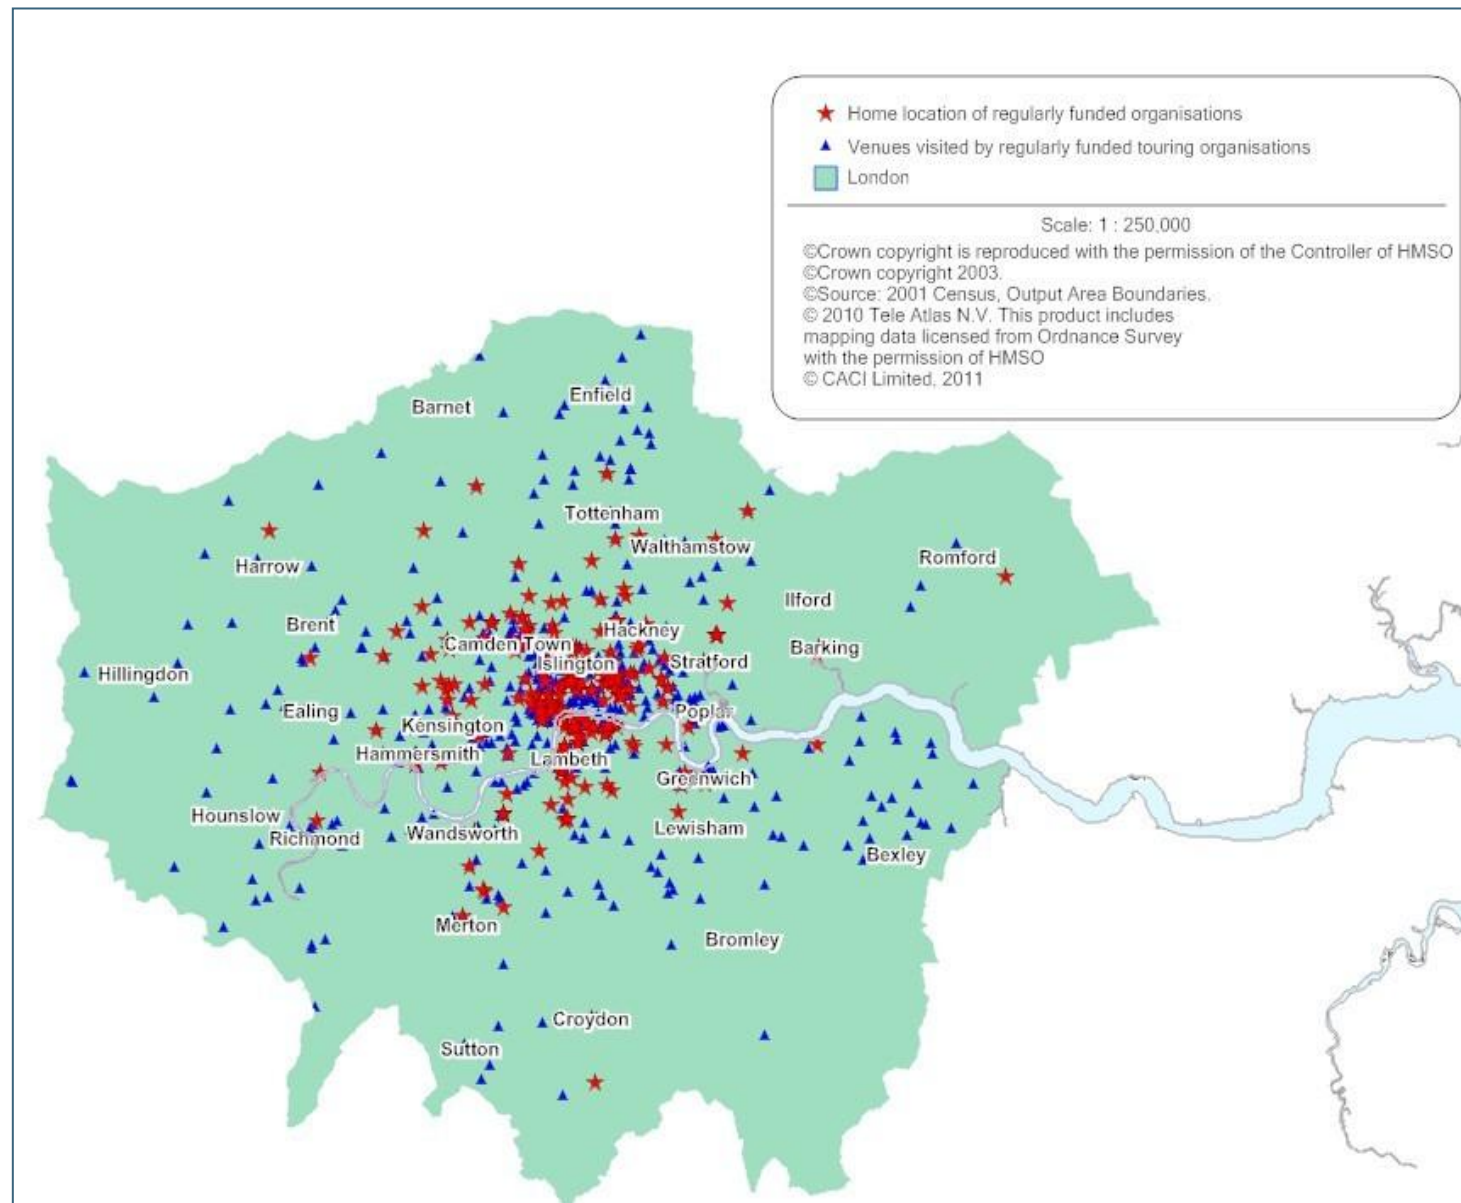 Home location of regularly funded organisations
Venues visited by regularly funded touring organisations
London
Scale: 1 : 250,000
©Crown copyright is reproduced with the permission of the Controller of HMSO
©Crown copyright 2003.
©Source: 2001 Census, Output Area Boundaries.
© 2010 Tele Atlas N.V. This product includes
mapping data licensed from Ordnance Survey
with the permission of HMSO
© CACI Limited, 2011
Enfield
Barnet
Tottenham
Walthamstow
Romford
Harrow
Ilford
Brent
Hackney
Camden Town
Barking
Islington
Stratford
Hillingdon
Ealing
Poplar
Kensington
Hammersmith
Lambeth
Greenwich
Hounslow
Richmond
Wandsworth
Lewisham
Bexley
Merton
Bromley
Croydon
Sutton